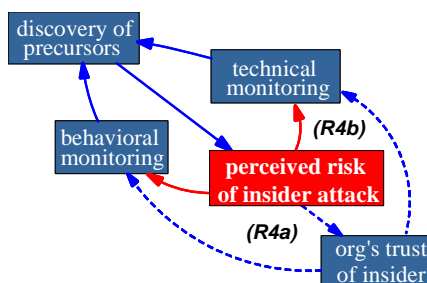 discovery of
precursors
technical
monitoring
behavioral
monitoring
(R4b)
perceived risk
of insider attack
(R4a)
org's trust
of insider